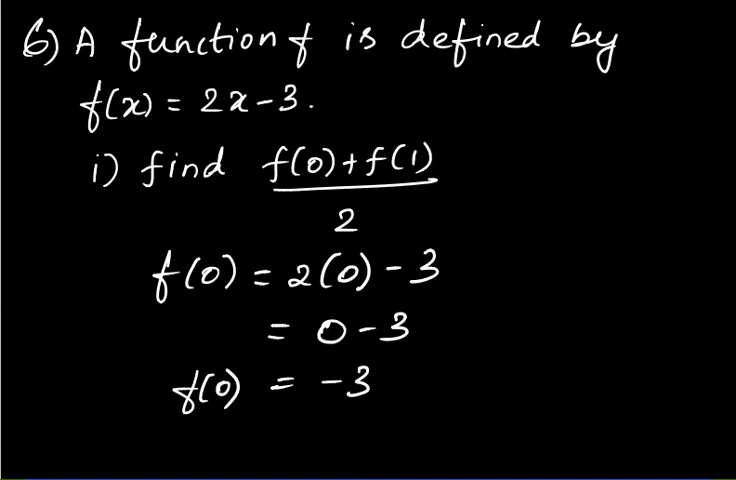 6) A function f is defined by
f(x) = 2x-3.
i) find f(0)+f(1)
2
f(0) = 2(0) - 3
= 0 - 3
f(0) = -3